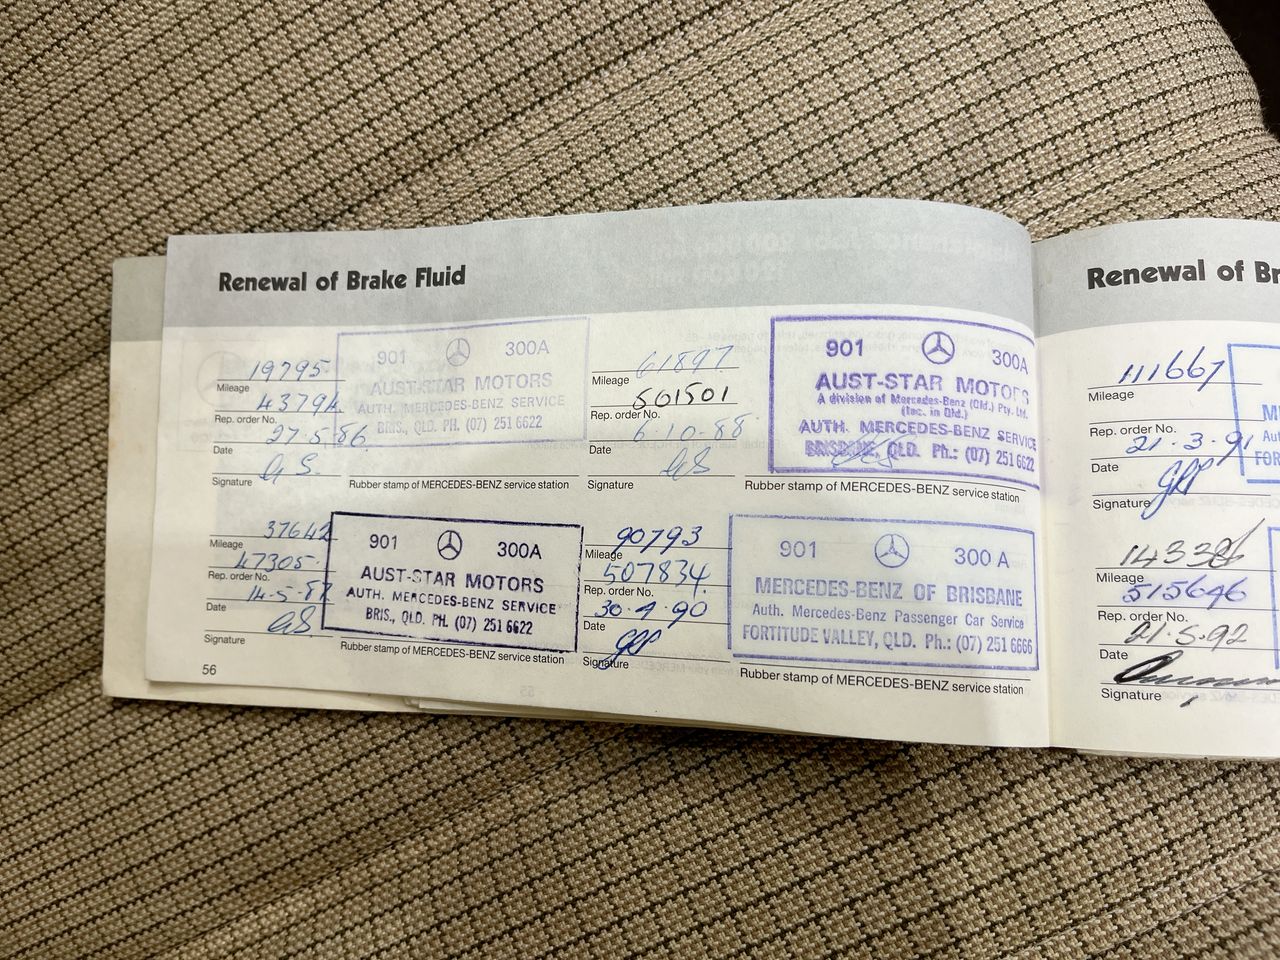 Renewal of Brake Fluid
19795
Mileage
Rep. order No.
27.5.86
Date
Signature
901 300A
AUST-STAR MOTORS
AUTH. MERCEDES-BENZ SERVICE
BRIS., QLD. PH. (07) 251 6622
Rubber stamp of MERCEDES-BENZ service station
61897
Mileage
501501
Rep. order No.
6-10-88
Date
Signature
901 300A
AUST-STAR MOTORS
A division of Mercedes-Benz (Qld.) Pty. Ltd.
(Inc. in Qld.)
AUTH. MERCEDES-BENZ SERVICE
BRISBANE, QLD. Ph.: (07) 251 6622
Rubber stamp of MERCEDES-BENZ service station
37642
Mileage
47305.
Rep. order No.
14-5-87
Date
Signature
901 300A
AUST-STAR MOTORS
AUTH. MERCEDES-BENZ SERVICE
BRIS., QLD. PH. (07) 251 6622
Rubber stamp of MERCEDES-BENZ service station
90793
Mileage
507834.
Rep. order No.
30.4.90
Date
Signature
901 300 A
MERCEDES-BENZ OF BRISBANE
Auth. Mercedes-Benz Passenger Car Service
FORTITUDE VALLEY, QLD. Ph.: (07) 251 6666
Rubber stamp of MERCEDES-BENZ service station
56
Renewal of Br
111667
Mileage
Rep. order No.
21.3.91
Date
Signature
Mileage
515646
Rep. order No.
21.5.92
Date
Signature